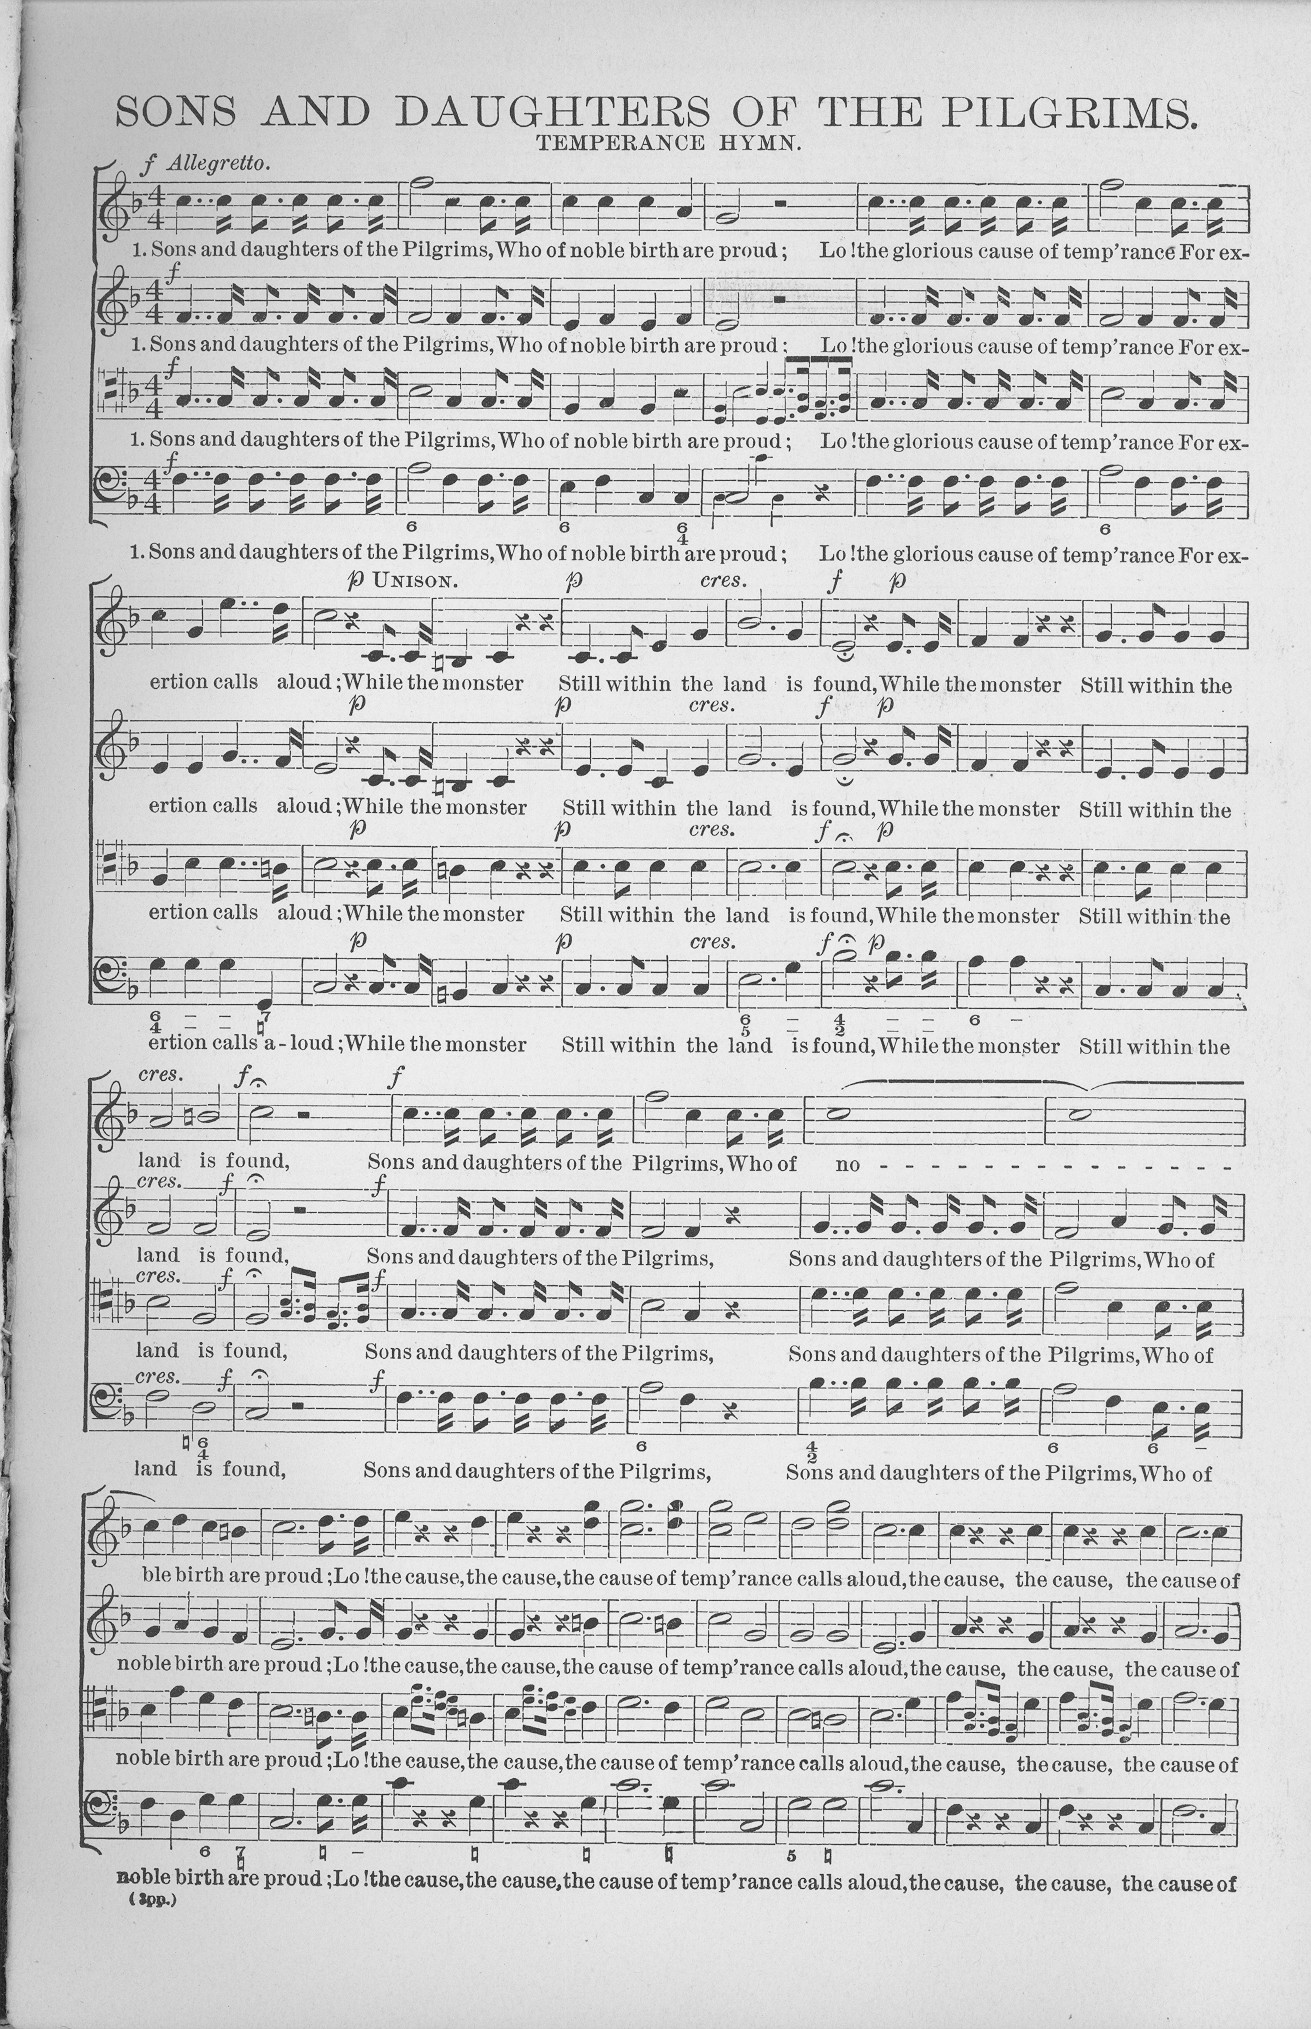 SONS AND DAUGHTERS OF THE PILGRIMS.
TEMPERANCE HYMN.
f Allegretto.
1. Sons and daughters of the Pilgrims, Who of noble birth are proud; Lo! the glorious cause of temp'rance For ex-
f
1. Sons and daughters of the Pilgrims, Who of noble birth are proud; Lo! the glorious cause of temp'rance For ex-
f
1. Sons and daughters of the Pilgrims, Who of noble birth are proud; Lo! the glorious cause of temp'rance For ex-
f
6 6 6 4 6
1. Sons and daughters of the Pilgrims, Who of noble birth are proud; Lo! the glorious cause of temp'rance For ex-
p UNISON. p cres. f p
ertion calls aloud; While the monster Still within the land is found, While the monster Still within the
p p cres. f p
ertion calls aloud; While the monster Still within the land is found, While the monster Still within the
p p cres. f p
ertion calls aloud; While the monster Still within the land is found, While the monster Still within the
p p cres. f p
6 – – 7 6 – 4 – – 6 –
4 – – 5 – 2 – –
ertion calls a-loud; While the monster Still within the land is found, While the monster Still within the
cres. f f
land is found, Sons and daughters of the Pilgrims, Who of no - - - - - - - - - - - - - -
cres. f f
land is found, Sons and daughters of the Pilgrims, Sons and daughters of the Pilgrims, Who of
cres. f f
land is found, Sons and daughters of the Pilgrims, Sons and daughters of the Pilgrims, Who of
cres. f f
6 6 4 6 6 –
4 2
land is found, Sons and daughters of the Pilgrims, Sons and daughters of the Pilgrims, Who of
ble birth are proud; Lo! the cause, the cause, the cause of temp'rance calls aloud, the cause, the cause, the cause of
noble birth are proud; Lo! the cause, the cause, the cause of temp'rance calls aloud, the cause, the cause, the cause of
noble birth are proud; Lo! the cause, the cause, the cause of temp'rance calls aloud, the cause, the cause, the cause of
6 7 – 5
noble birth are proud; Lo! the cause, the cause, the cause of temp'rance calls aloud, the cause, the cause, the cause of
(3pp.)